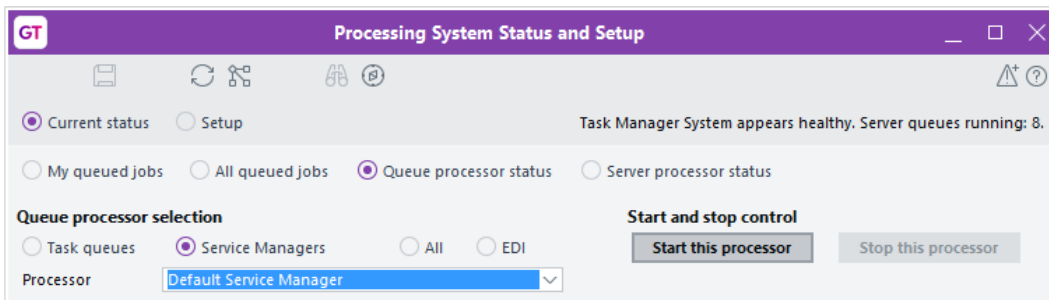 GT Processing System Status and Setup
Current status Setup Task Manager System appears healthy. Server queues running: 8.
My queued jobs All queued jobs Queue processor status Server processor status
Queue processor selection Start and stop control
Task queues Service Managers All EDI Start this processor Stop this processor
Processor Default Service Manager